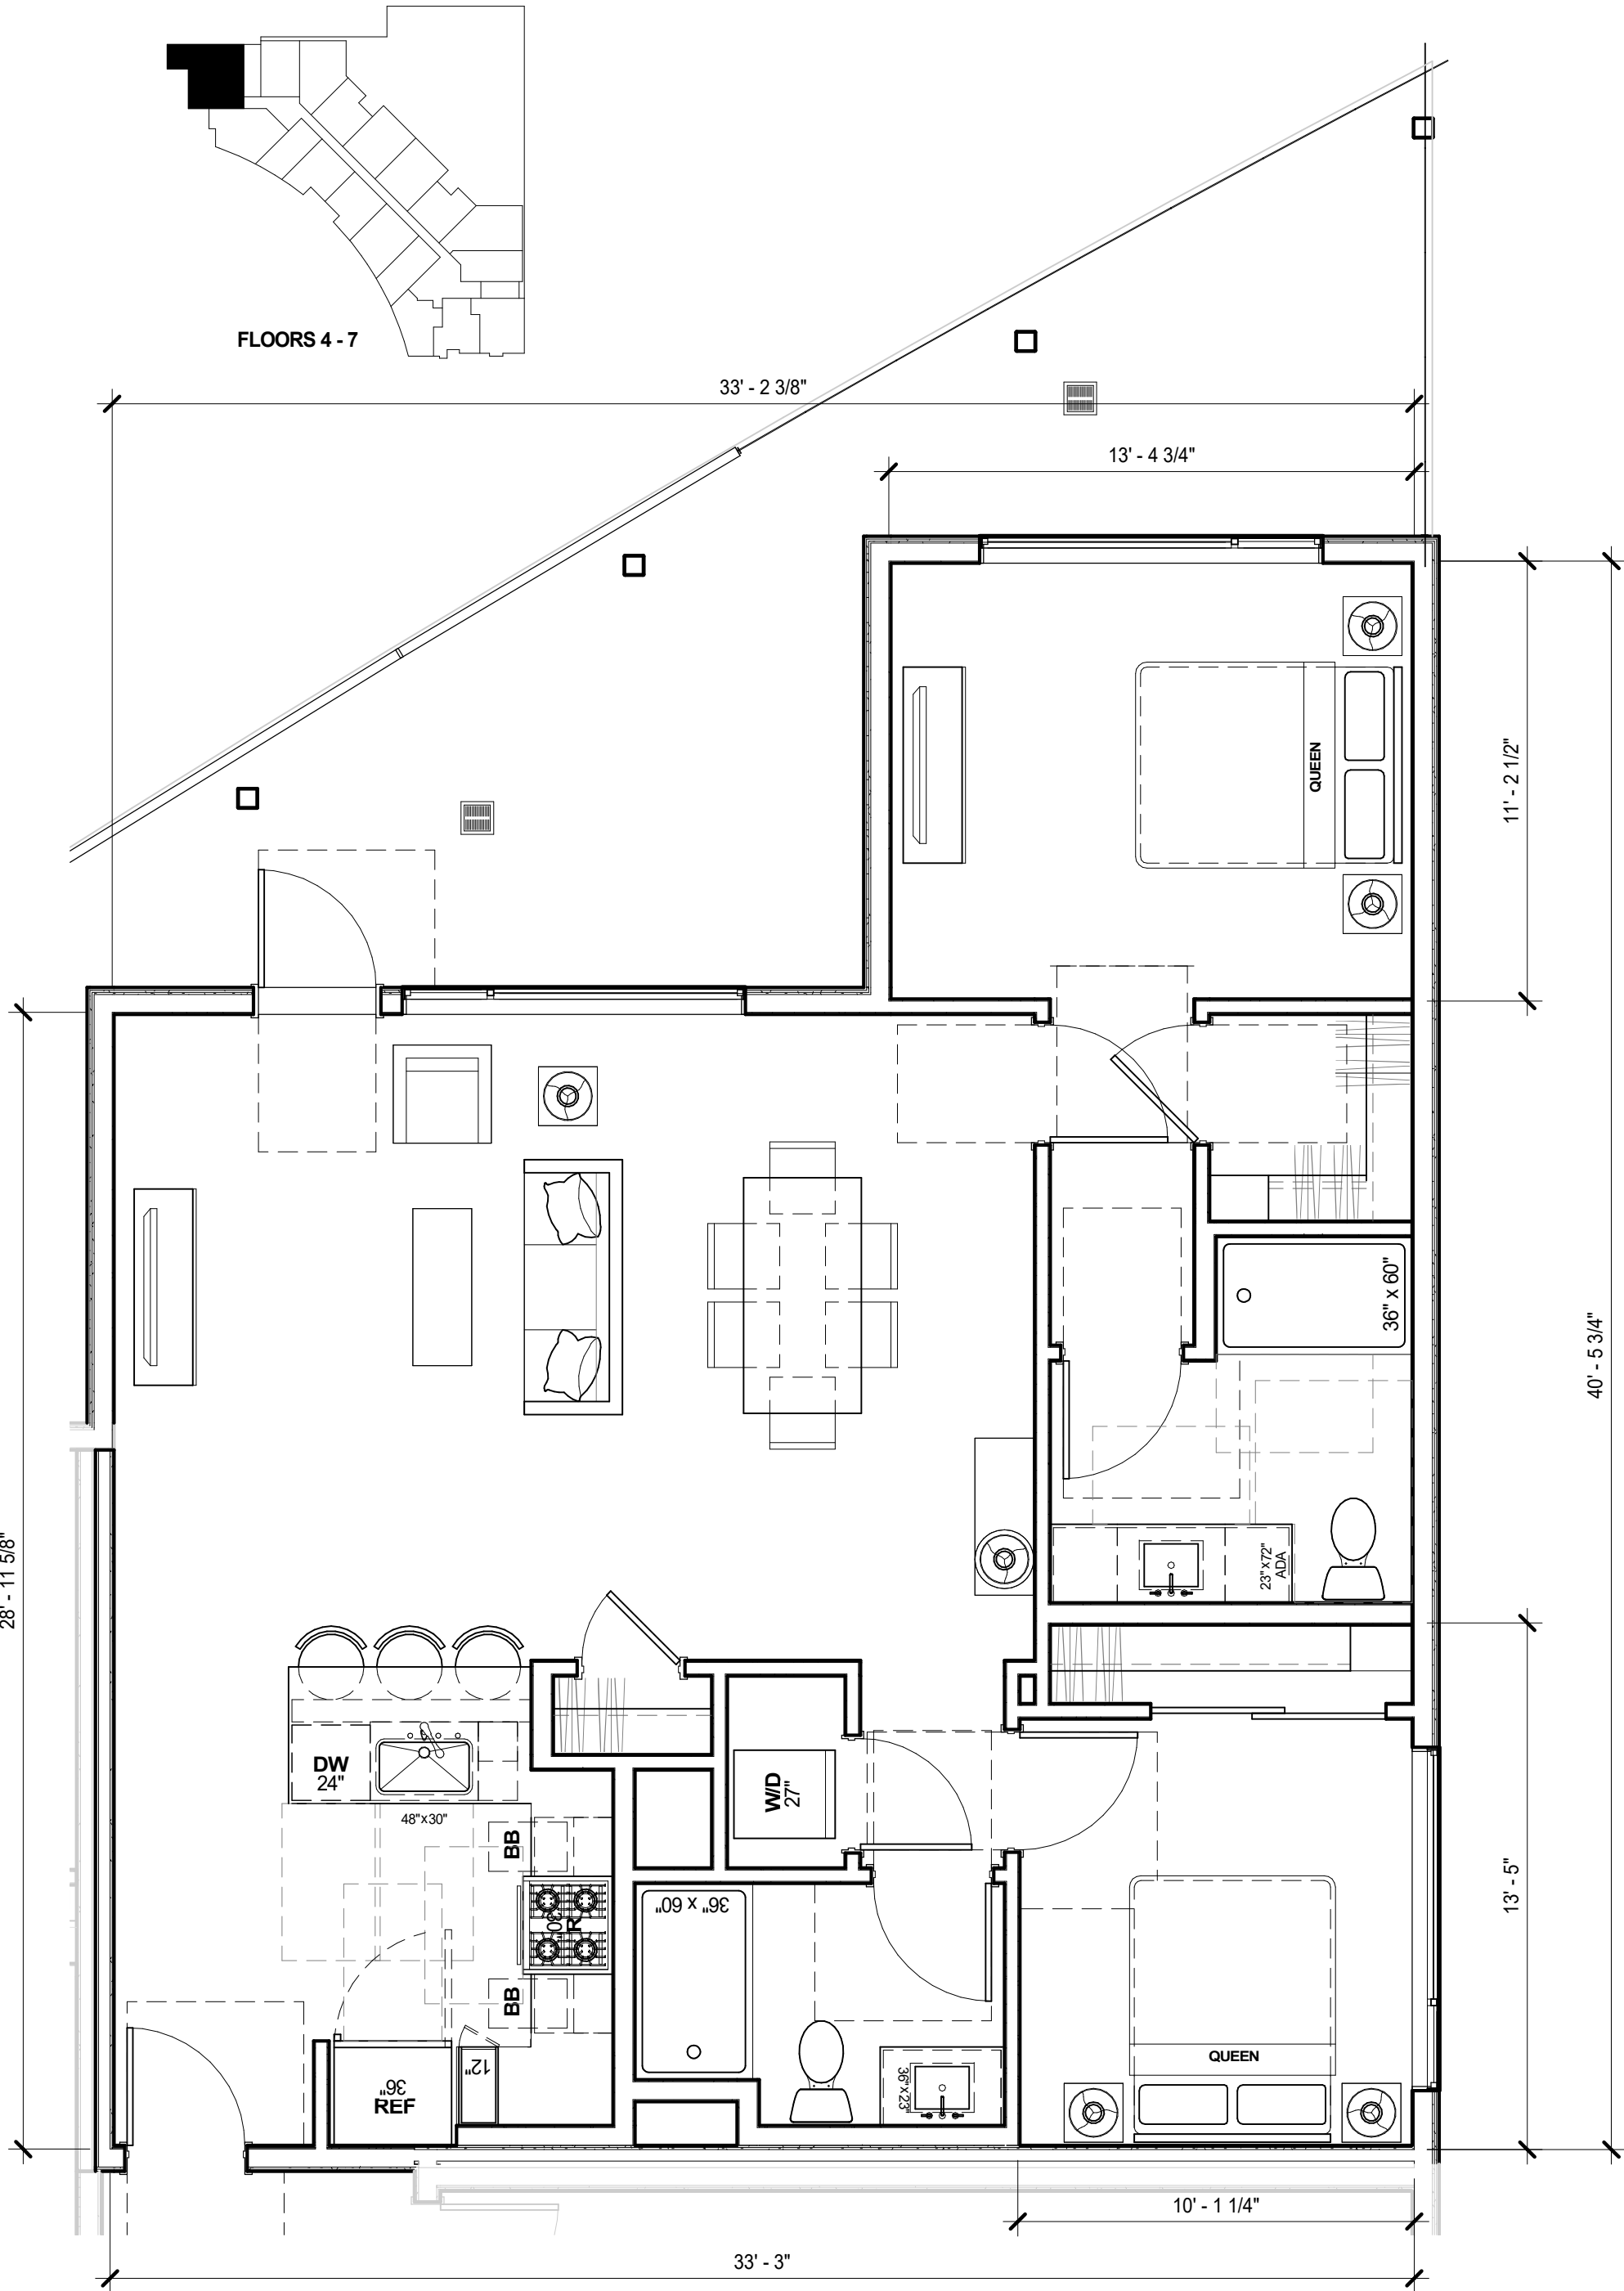 FLOORS 4 - 7
33' - 2 3/8"
13' - 4 3/4"
QUEEN
11' - 2 1/2"
40' - 5 3/4"
36" x 60"
28' - 11 5/8"
23"x72"
ADA
DW
24"
48"x30"
BB
W/D
27"
36" x 60"
30"
R
BB
13' - 5"
QUEEN
12"
36"
REF
36"x23"
10' - 1 1/4"
33' - 3"